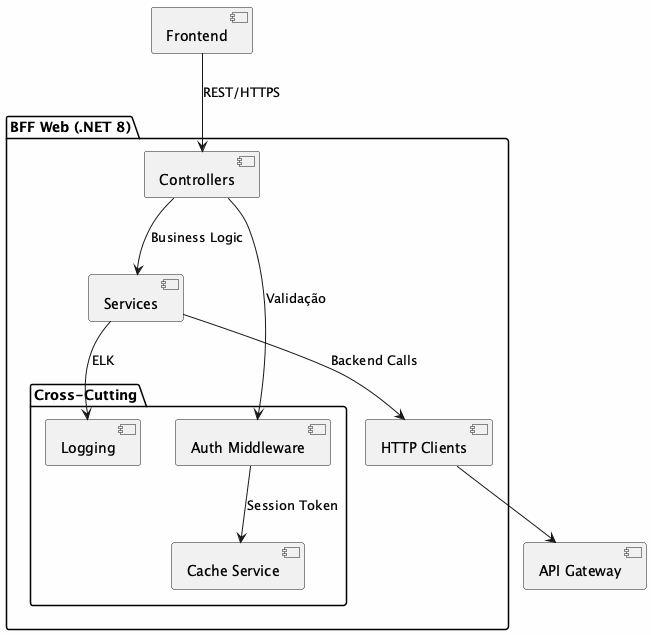 Frontend
REST/HTTPS
BFF Web (.NET 8)
Controllers
Business Logic
Validação
Services
ELK
Backend Calls
Cross-Cutting
Logging
Auth Middleware
HTTP Clients
Session Token
Cache Service
API Gateway